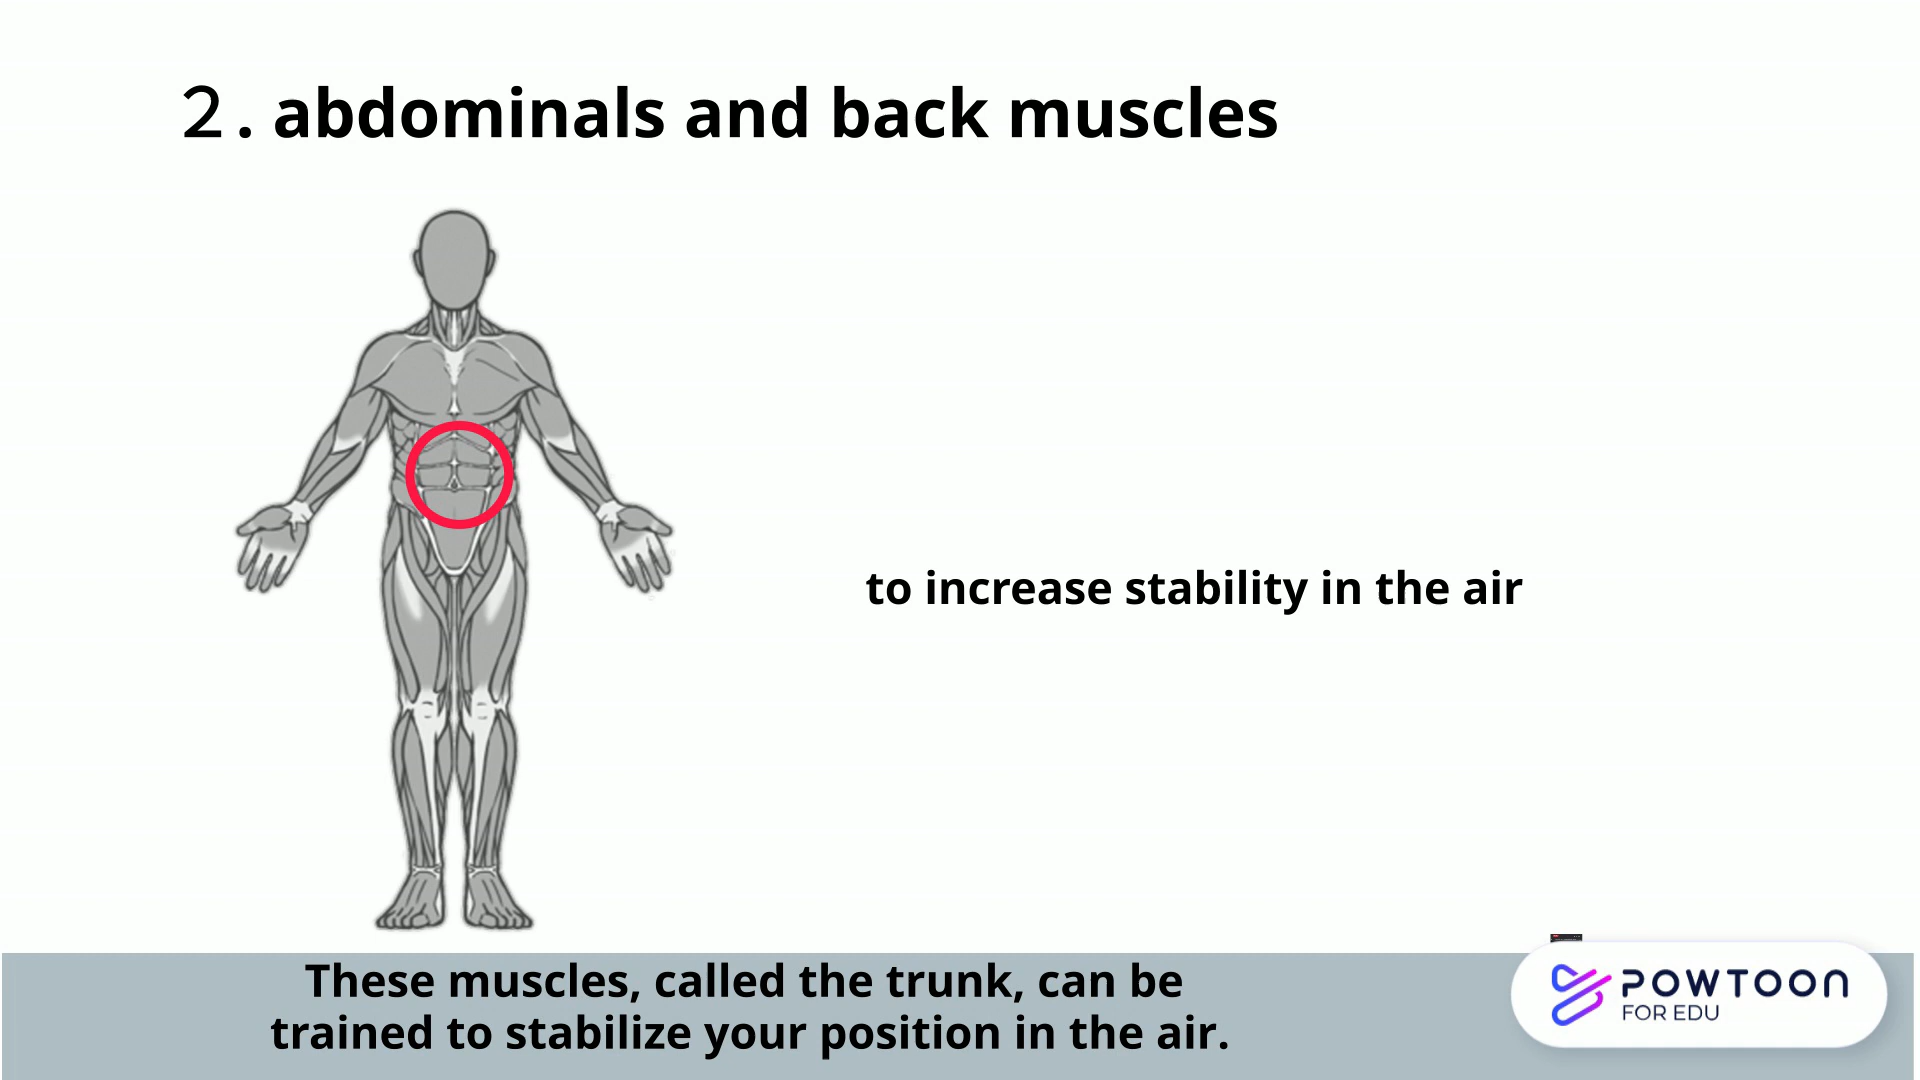 ２. abdominals and back muscles
to increase stability in the air
These muscles, called the trunk, can be
trained to stabilize your position in the air.
POWTOON
FOR EDU